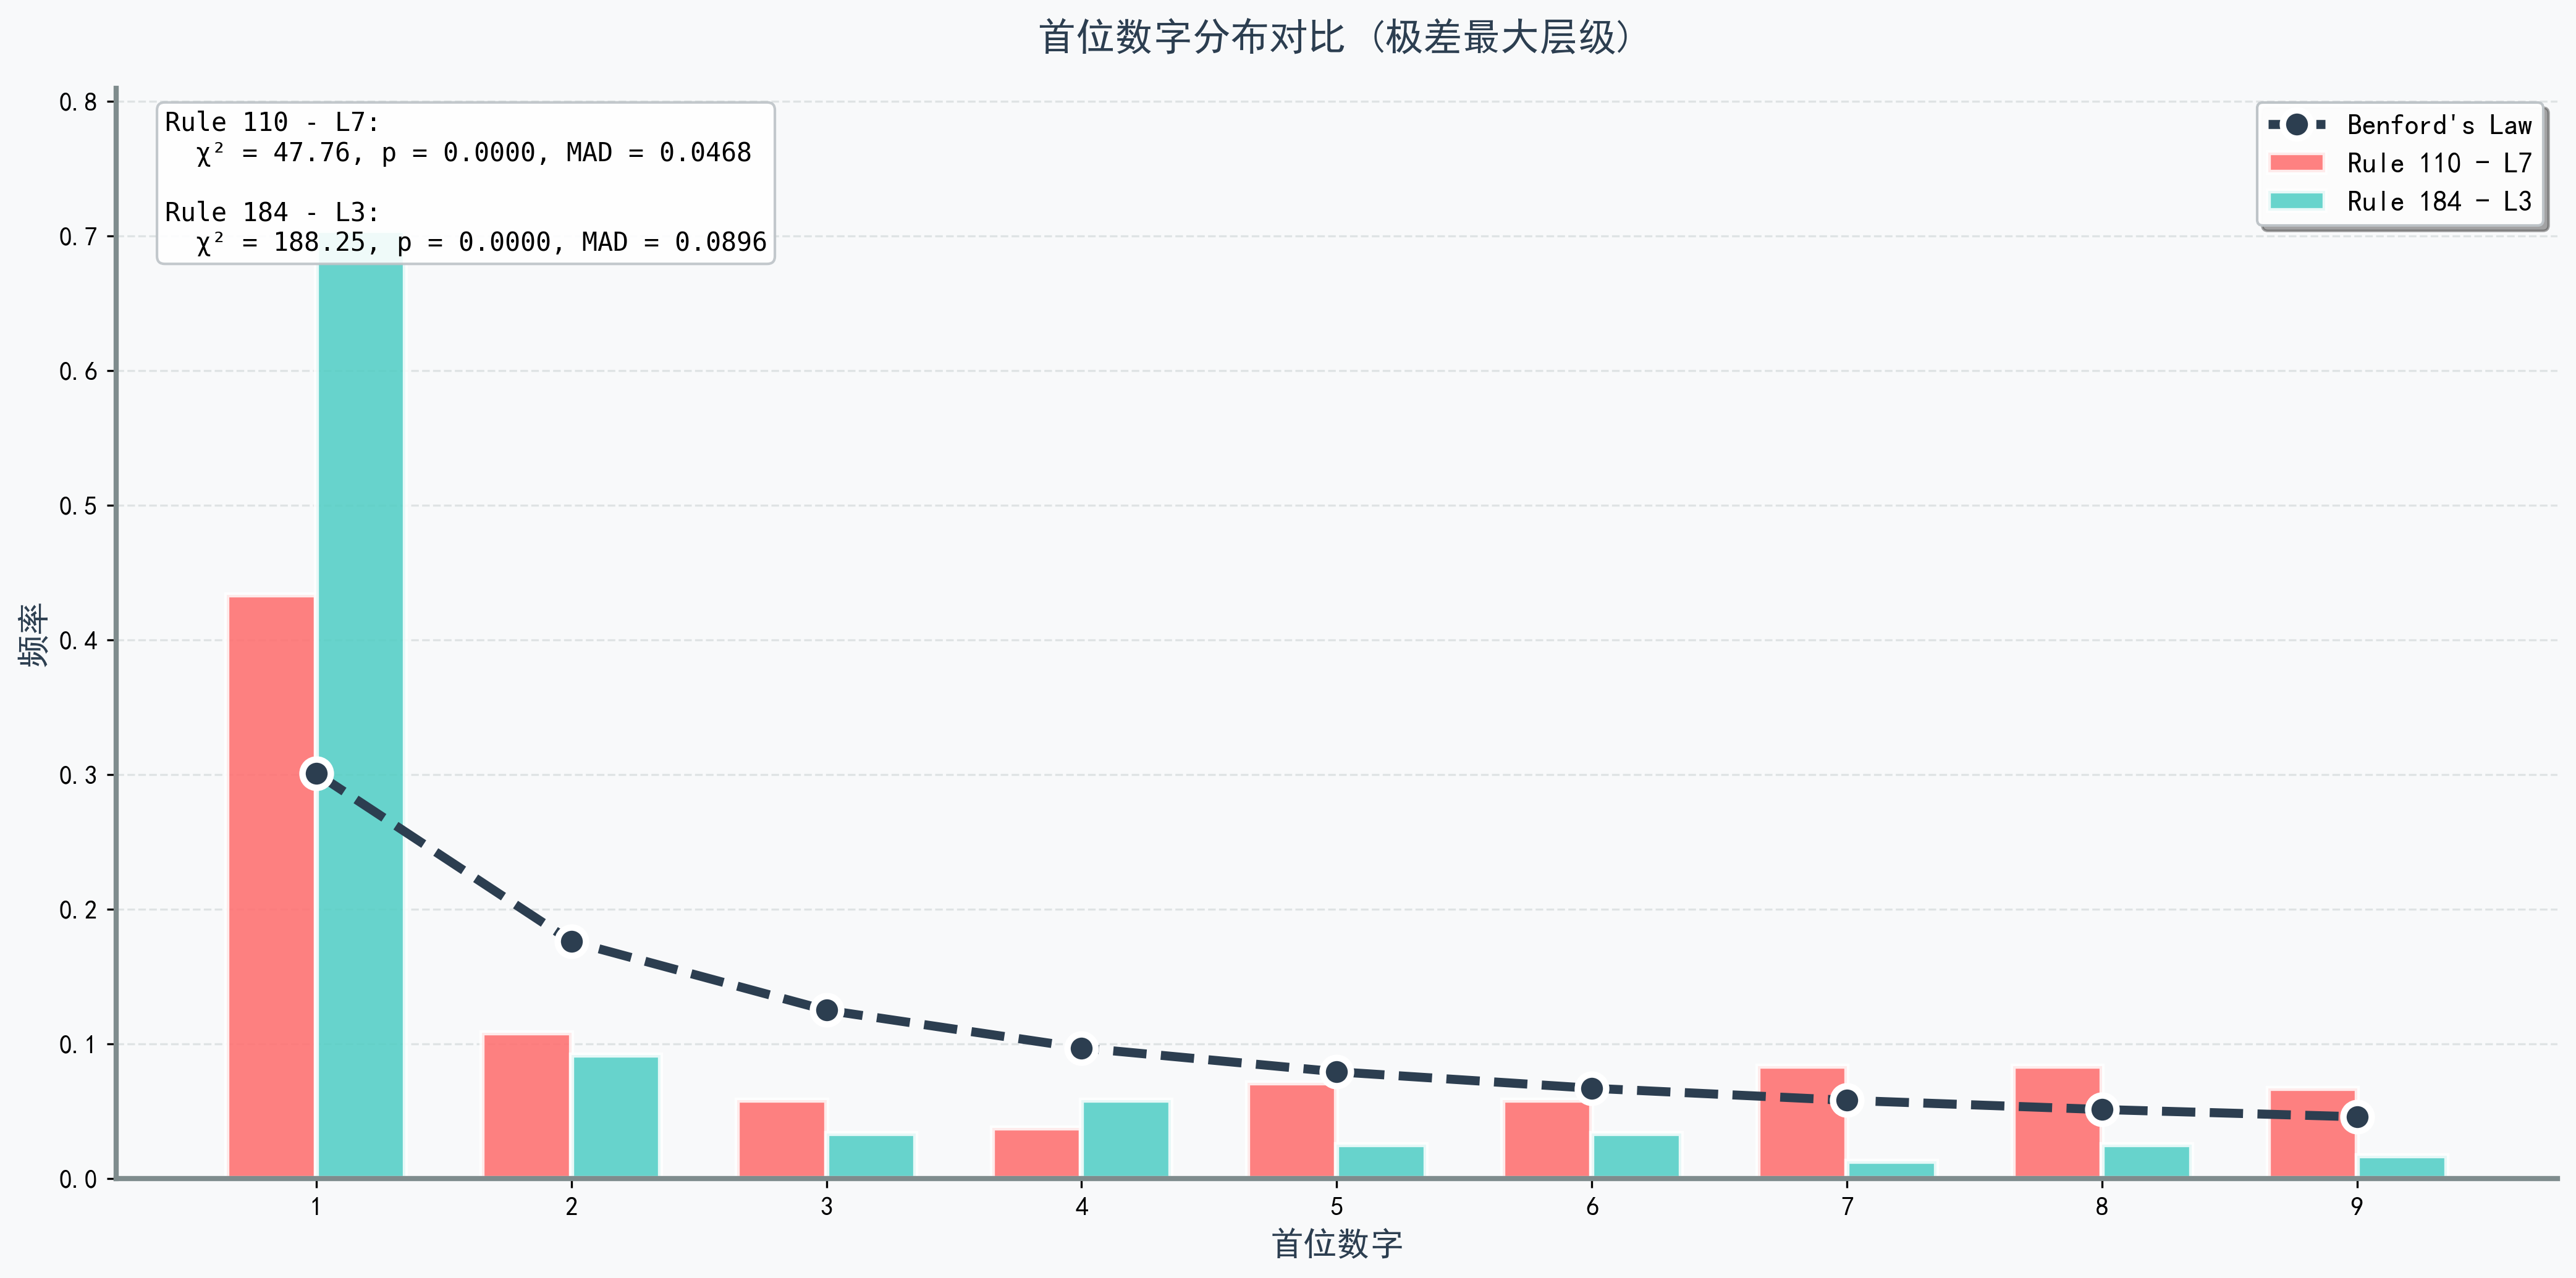 首位数字分布对比 (极差最大层级)
Rule 110 - L7:
χ² = 47.76, p = 0.0000, MAD = 0.0468
Rule 184 - L3:
χ² = 188.25, p = 0.0000, MAD = 0.0896
Benford's Law
Rule 110 - L7
Rule 184 - L3
频率
0.8
0.7
0.6
0.5
0.4
0.3
0.2
0.1
0.0
1 2 3 4 5 6 7 8 9
首位数字